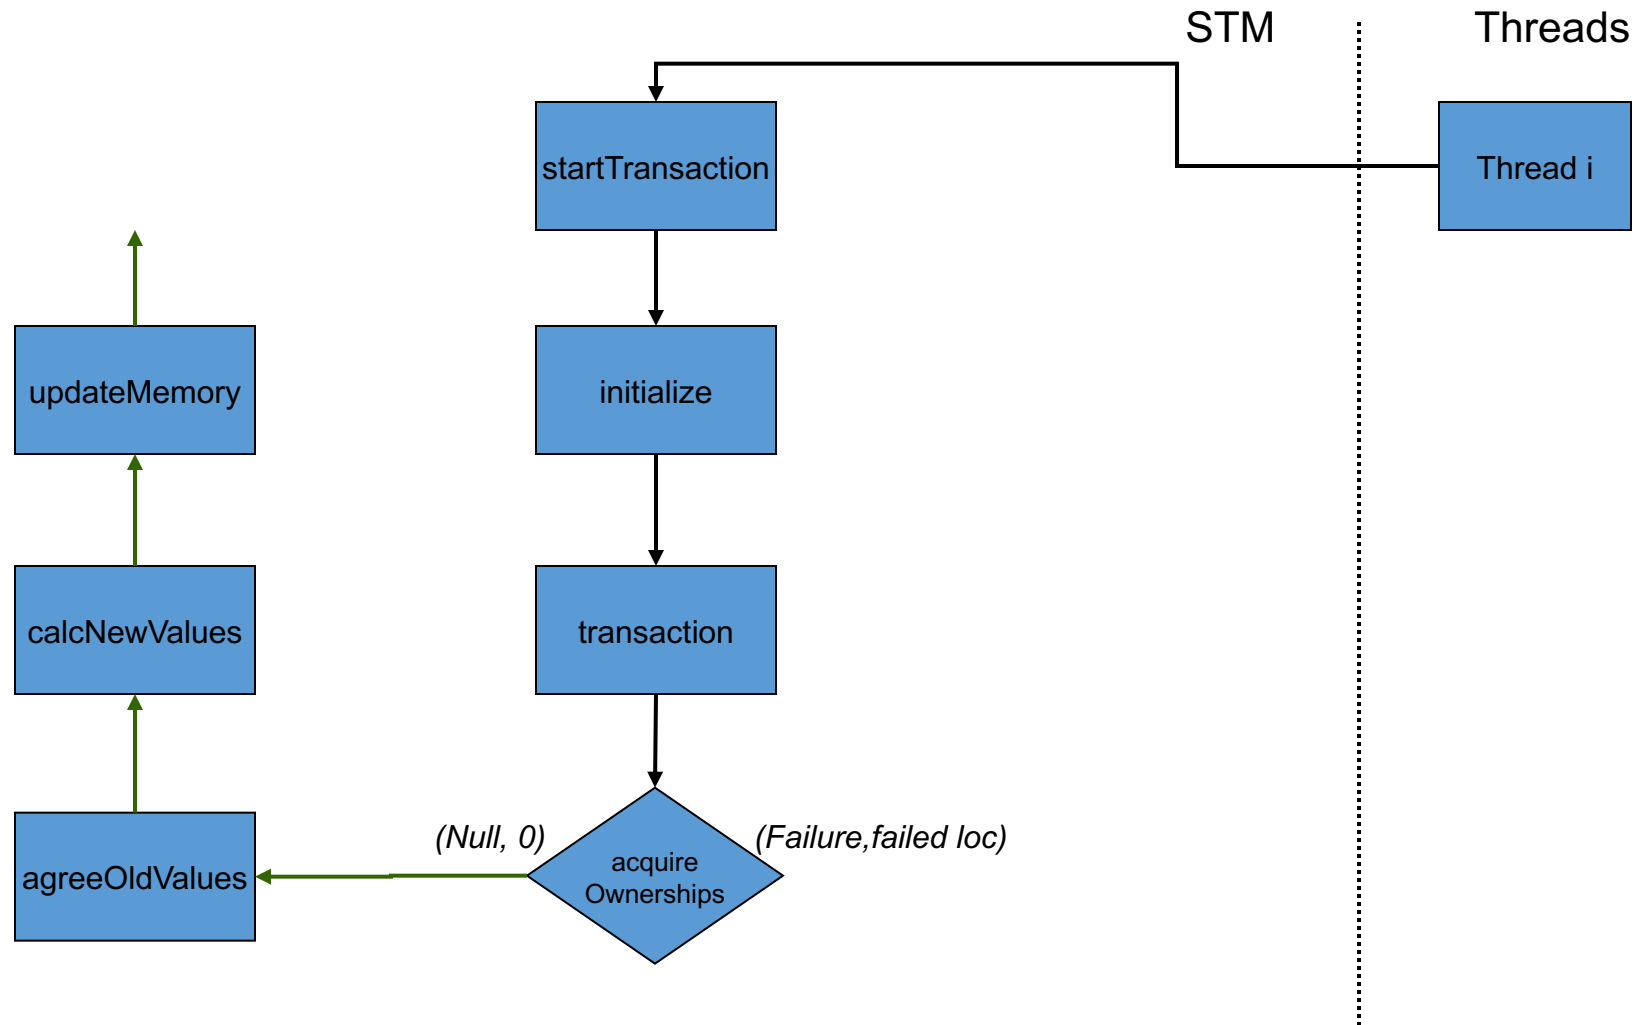 STM
Threads
startTransaction
Thread i
updateMemory
initialize
calcNewValues
transaction
(Null, 0)
(Failure,failed loc)
agreeOldValues
acquire
Ownerships